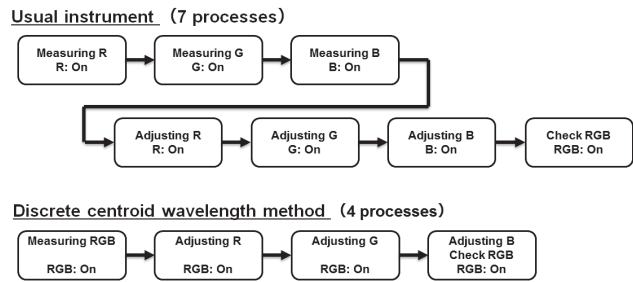 Usual instrument (7 processes)
Measuring R
R: On
Measuring G
G: On
Measuring B
B: On
Adjusting R
R: On
Adjusting G
G: On
Adjusting B
B: On
Check RGB
RGB: On
Discrete centroid wavelength method (4 processes)
Measuring RGB
RGB: On
Adjusting R
RGB: On
Adjusting G
RGB: On
Adjusting B
Check RGB
RGB: On